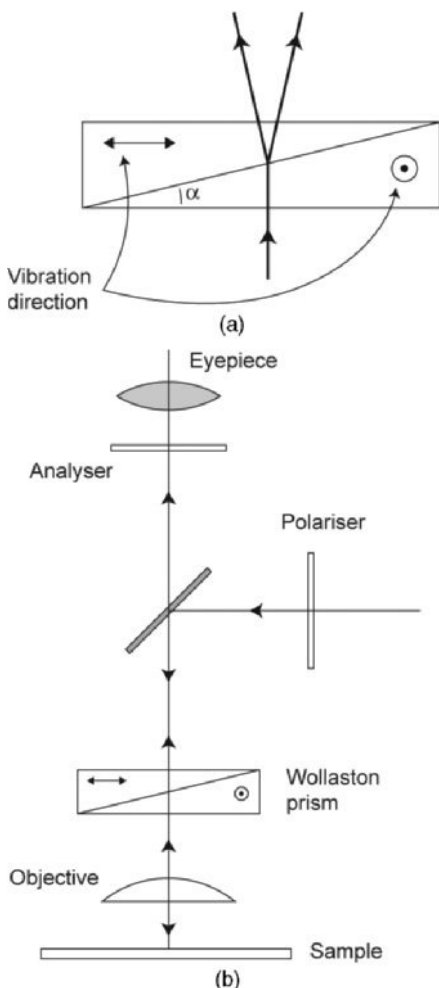 α
Vibration
direction
(a)
Eyepiece
Analyser
Polariser
Wollaston
prism
Objective
Sample
(b)